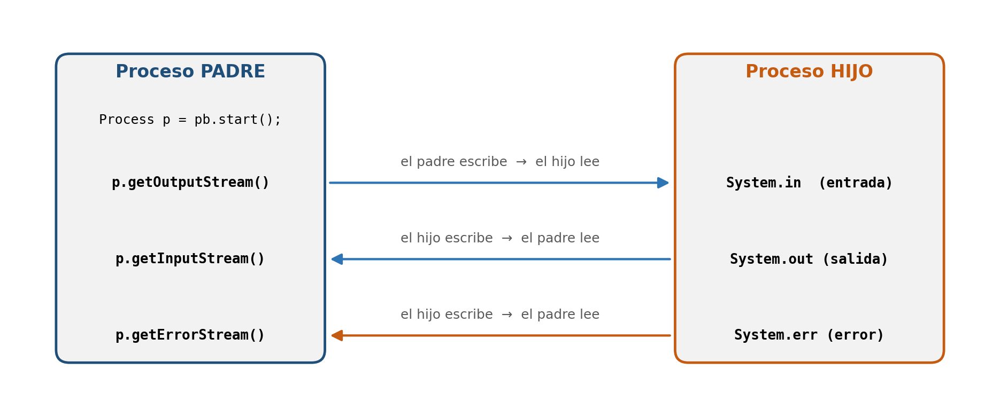 Proceso PADRE
Process p = pb.start();
p.getOutputStream()
p.getInputStream()
p.getErrorStream()
el padre escribe → el hijo lee
el hijo escribe → el padre lee
el hijo escribe → el padre lee
Proceso HIJO
System.in  (entrada)
System.out (salida)
System.err (error)